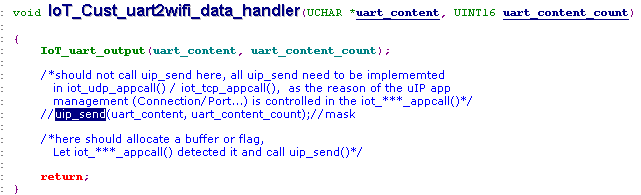 : void IoT_Cust_uart2wifi_data_handler(UCHAR *uart_content, UINT16 uart_content_count)
:
: {
: IoT_uart_output(uart_content, uart_content_count);
:
: /*should not call uip_send here, all uip_send need to be implememted
: in iot_udp_appcall() / iot_tcp_appcall(), as the reason of the uIP app
: management (Connection/Port...) is controlled in the iot_***_appcall()*/
: //uip_send(uart_content, uart_content_count);//mask
:
: /*here should allocate a buffer or flag,
: Let iot_***_appcall() detected it and call uip_send()*/
:
: return;
: }